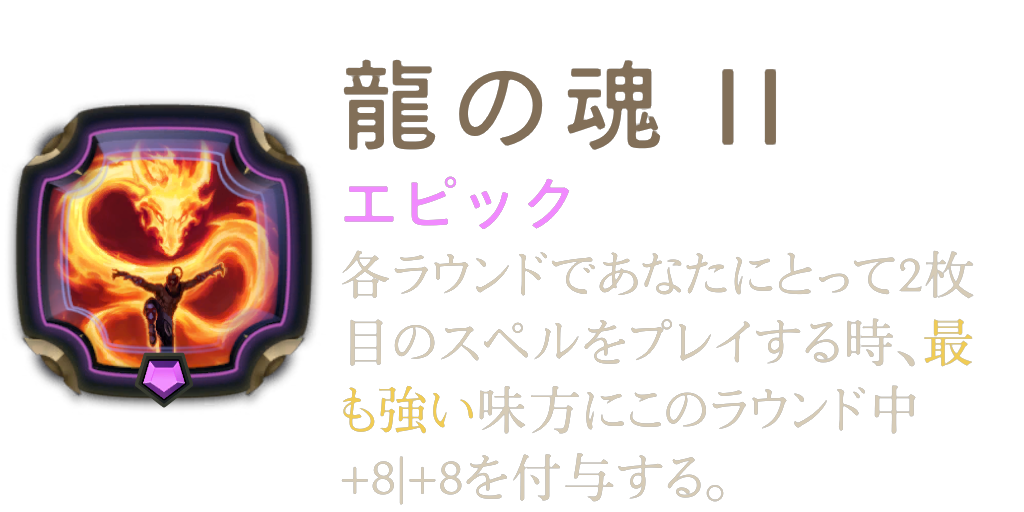 龍の魂 II
エピック
各ラウンドであなたにとって2枚
目のスペルをプレイする時、最
も強い味方にこのラウンド中
+8|+8を付与する。